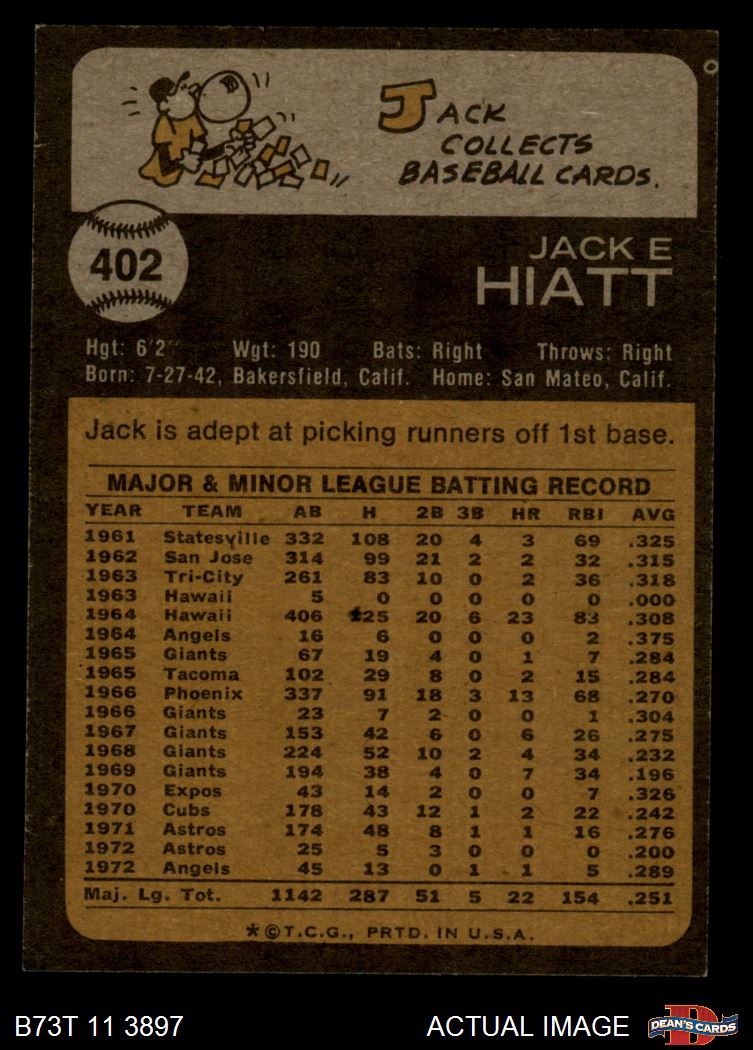 JACK
COLLECTS
BASEBALL CARDS.
402
JACK E
HIATT
Hgt: 6'2" Wgt: 190 Bats: Right Throws: Right
Born: 7-27-42, Bakersfield, Calif. Home: San Mateo, Calif.
Jack is adept at picking runners off 1st base.
MAJOR & MINOR LEAGUE BATTING RECORD
YEAR TEAM AB H 2B 3B HR RBI AVG
1961 Statesville 332 108 20 4 3 69 .325
1962 San Jose 314 99 21 2 2 32 .315
1963 Tri-City 261 83 10 0 2 36 .318
1963 Hawaii 5 0 0 0 0 0 .000
1964 Hawaii 406 125 20 6 23 83 .308
1964 Angels 16 6 0 0 0 2 .375
1965 Giants 67 19 4 0 1 7 .284
1965 Tacoma 102 29 8 0 2 15 .284
1966 Phoenix 337 91 18 3 13 68 .270
1966 Giants 23 7 2 0 0 1 .304
1967 Giants 153 42 6 0 6 26 .275
1968 Giants 224 52 10 2 4 34 .232
1969 Giants 194 38 4 0 7 34 .196
1970 Expos 43 14 2 0 0 7 .326
1970 Cubs 178 43 12 1 2 22 .242
1971 Astros 174 48 8 1 1 16 .276
1972 Astros 25 5 3 0 0 0 .200
1972 Angels 45 13 0 1 1 5 .289
Maj. Lg. Tot. 1142 287 51 5 22 154 .251
*©T.C.G., PRTD. IN U.S.A.
B73T 11 3897 ACTUAL IMAGE D DEAN'S CARDS